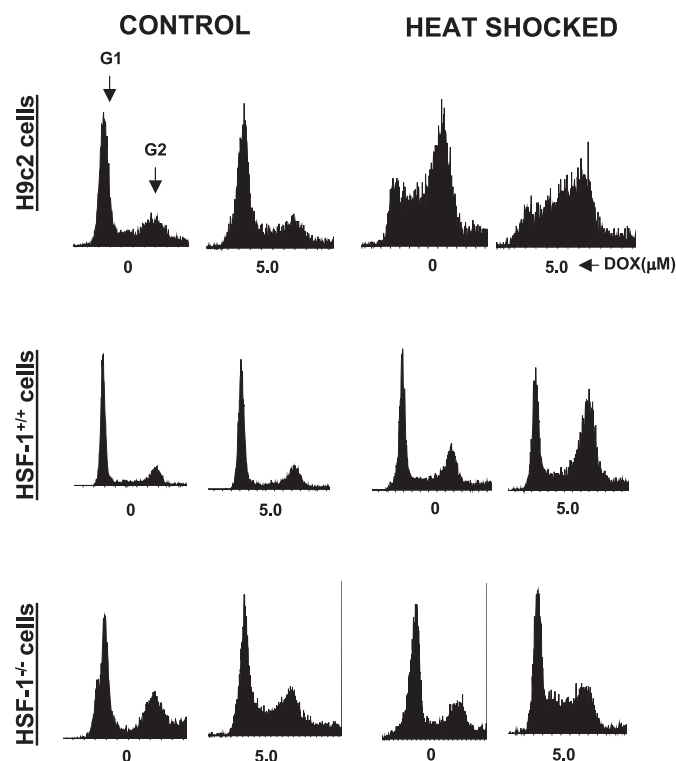 CONTROL
HEAT SHOCKED
G1
G2
H9c2 cells
0
5.0
0
5.0
DOX(μM)
HSF-1+/+ cells
0
5.0
0
5.0
HSF-1-/- cells
0
5.0
0
5.0